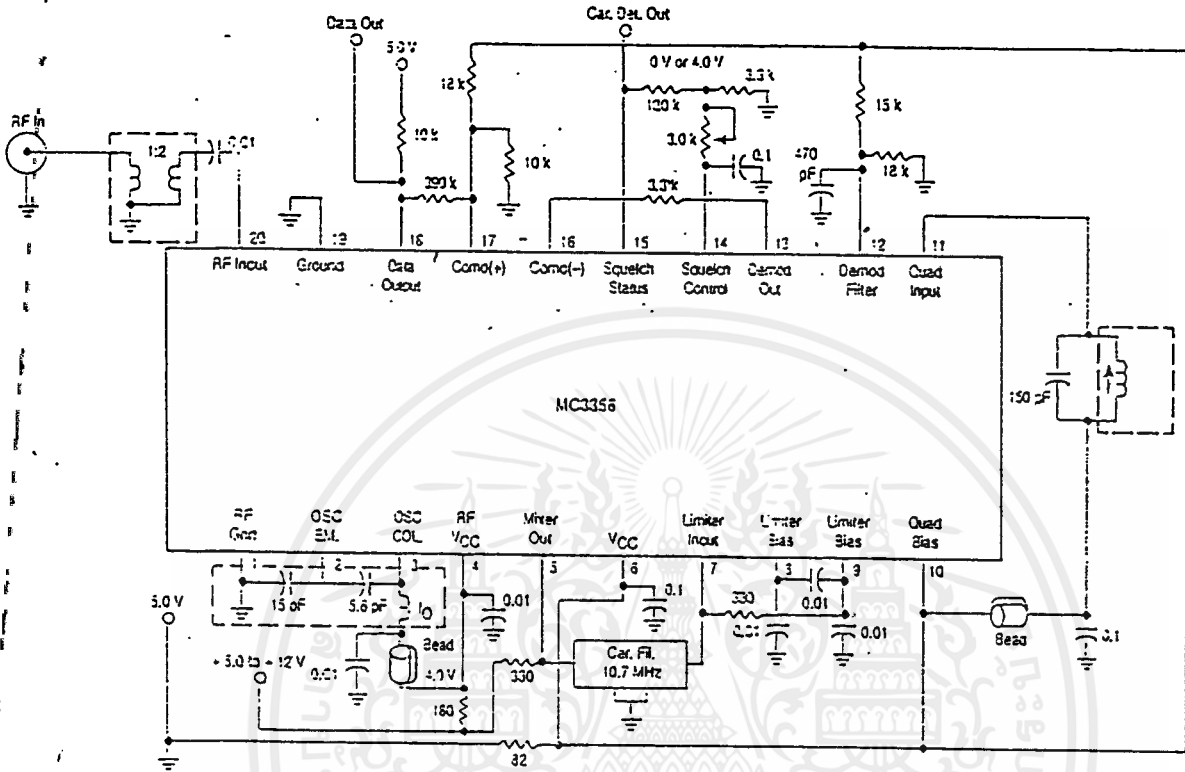 Data Out
Car. Det. Out
5.0 V
0 V or 4.0 V
12 k
3.3 k
120 k
15 k
RF In
1:2
0.01
10 k
3.0 k
0.1
470
pF
10 k
12 k
390 k
3.3 k
20 19 18 17 16 15 14 13 12 11
RF Input
Ground
Data
Output
Comp(+)
Comp(-)
Squelch
Status
Squelch
Control
Demod
Out
Demod
Filter
Quad
Input
150 pF
MC3356
RF
Gnd
OSC
EM.
OSC
COL.
RF
VCC
Mixer
Out
VCC
Limiter
Input
Limiter
Bias
Limiter
Bias
Quad
Bias
2 3 4 5 6 7 8 9 10
15 pF
5.6 pF
0.01
0.1
330
0.01
0.01
0.01
Bead
0.1
5.0 V
+ 5.0 to + 12 V
0.01
Bead
4.0 V
330
Cer. Fil.
10.7 MHz
180
82